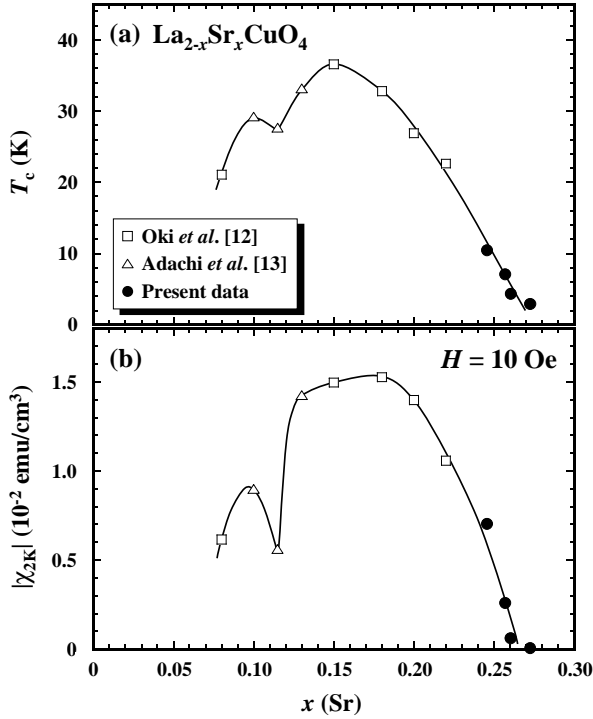 (a) La2-xSrxCuO4
40
30
20
10
0
Tc (K)
Oki et al. [12]
Adachi et al. [13]
Present data
(b) H = 10 Oe
1.5
1.0
0.5
0
|χ2K| (10-2 emu/cm3)
0 0.05 0.10 0.15 0.20 0.25 0.30
x (Sr)